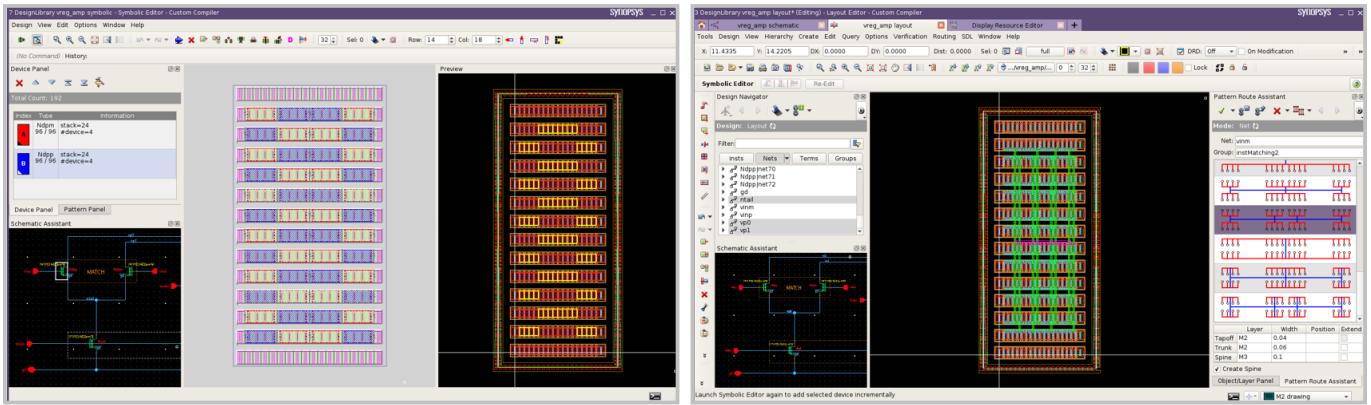 7 DesignLibrary vreg_amp symbolic - Symbolic Editor - Custom Compiler
SYNOPSYS
Design View Edit Options Window Help
32 Sel: 0 Row: 14 Col: 18
(No Command) History:
Device Panel
Total Count: 192
Index Type Information
A Ndpm stack=24
96 / 96 #device=4
B Ndpp stack=24
96 / 96 #device=4
Device Panel Pattern Panel
Schematic Assistant
MATCH
Preview
3 DesignLibrary vreg_amp layout* (Editing) - Layout Editor - Custom Compiler
SYNOPSYS
vreg_amp schematic
vreg_amp layout
Display Resource Editor
Tools Design View Hierarchy Create Edit Query Options Verification Routing SDL Window Help
X: 11.4335 Y: 14.2205 DX: 0.0000 DY: 0.0000 Dist: 0.0000 Sel: 0 full DRD: Off On Modification
.../vreg_amp/... 0 32 Lock
Symbolic Editor Re-Edit
Design Navigator
Design: Layout
Filter:
Insts Nets Terms Groups
Ndppjnet70
Ndppjnet71
Ndppjnet72
gd
ntail
vinm
vinp
vp0
vp1
Schematic Assistant
MATCH
Pattern Route Assistant
Mode: Net
Net: vinm
Group: instMatching2
Layer Width Position Extend
Tapoff M2 0.04
Trunk M2 0.06
Spine M3 0.1
Create Spine
Object/Layer Panel Pattern Route Assistant
Launch Symbolic Editor again to add selected device incrementally
M2 drawing